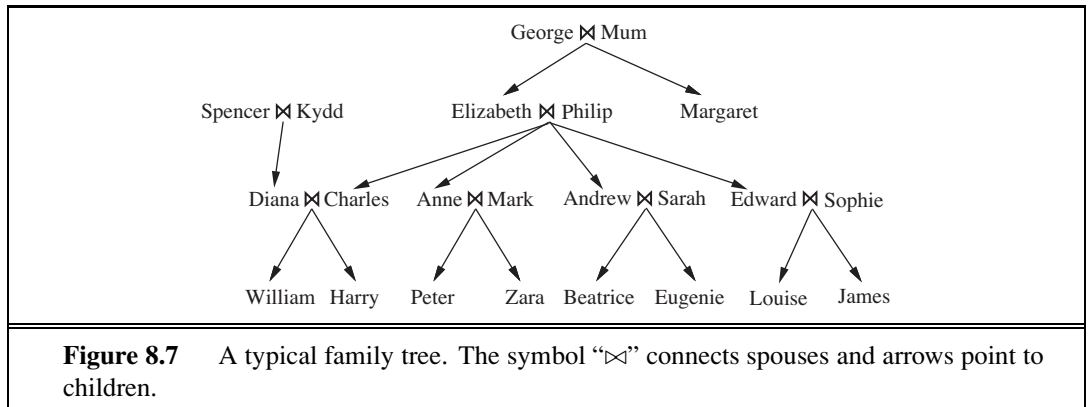 George ⋈ Mum
Spencer ⋈ Kydd Elizabeth ⋈ Philip Margaret
Diana ⋈ Charles Anne ⋈ Mark Andrew ⋈ Sarah Edward ⋈ Sophie
William Harry Peter Zara Beatrice Eugenie Louise James
Figure 8.7 A typical family tree. The symbol “⋈” connects spouses and arrows point to
children.